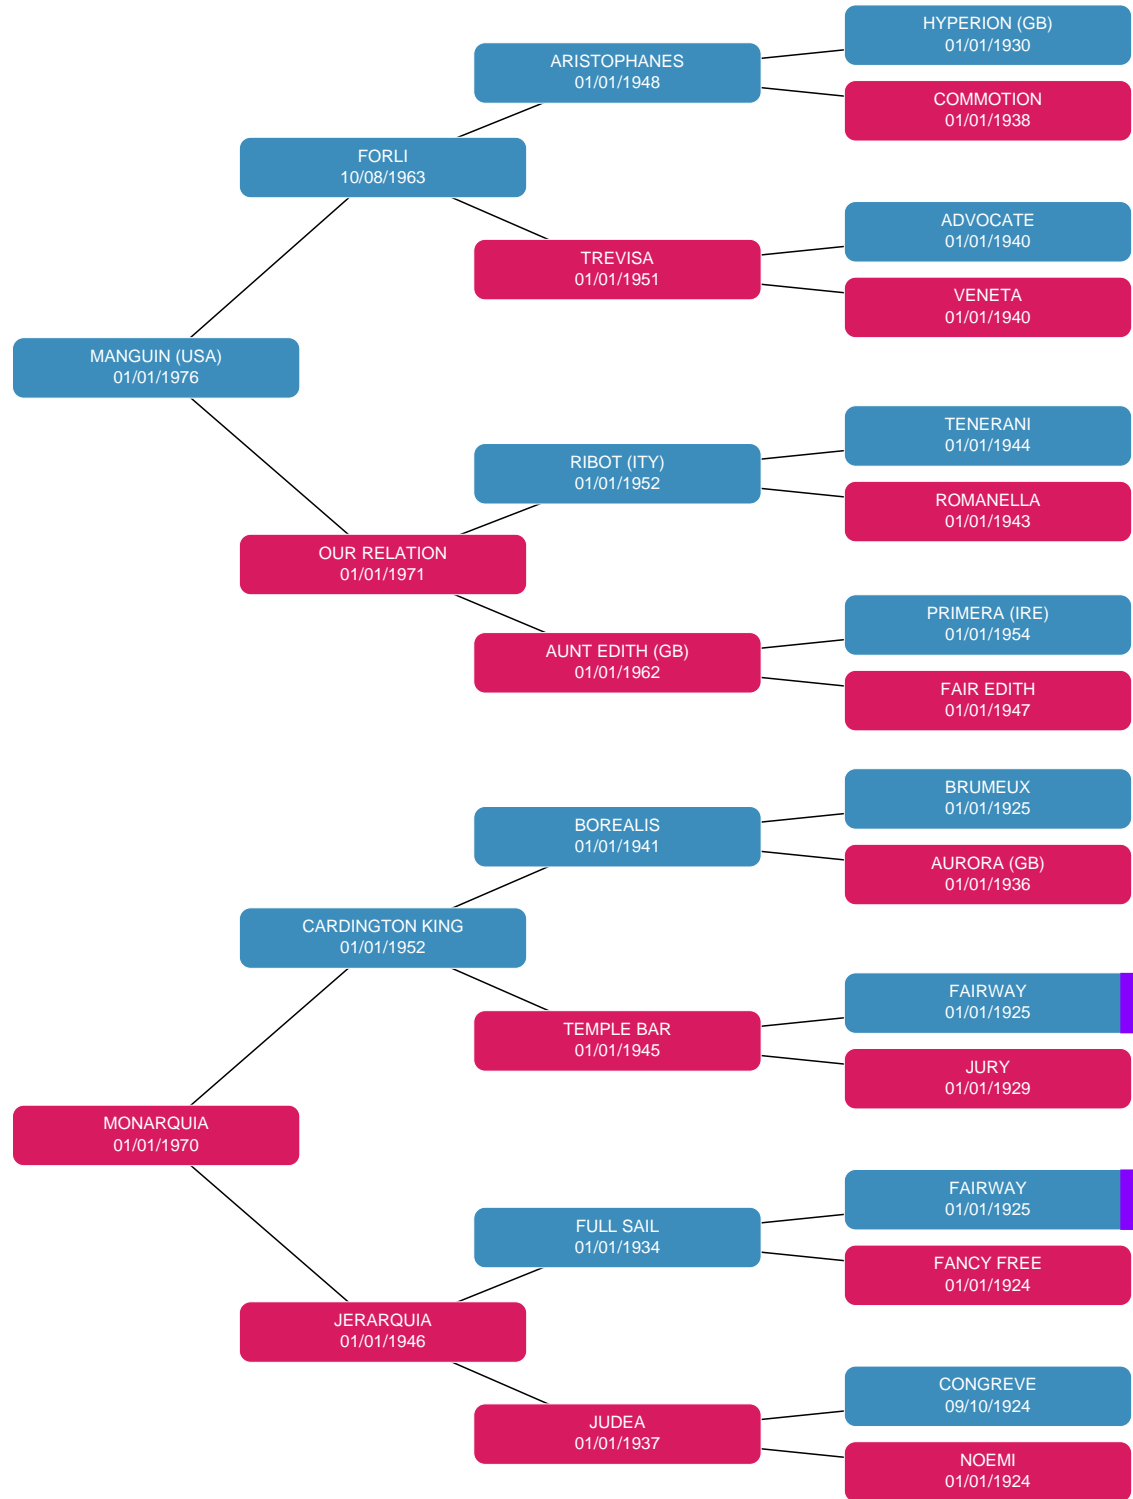 HYPERION (GB)
01/01/1930
ARISTOPHANES
01/01/1948
COMMOTION
01/01/1938
FORLI
10/08/1963
ADVOCATE
01/01/1940
TREVISA
01/01/1951
VENETA
01/01/1940
MANGUIN (USA)
01/01/1976
TENERANI
01/01/1944
RIBOT (ITY)
01/01/1952
ROMANELLA
01/01/1943
OUR RELATION
01/01/1971
PRIMERA (IRE)
01/01/1954
AUNT EDITH (GB)
01/01/1962
FAIR EDITH
01/01/1947
BRUMEUX
01/01/1925
BOREALIS
01/01/1941
AURORA (GB)
01/01/1936
CARDINGTON KING
01/01/1952
FAIRWAY
01/01/1925
TEMPLE BAR
01/01/1945
JURY
01/01/1929
MONARQUIA
01/01/1970
FAIRWAY
01/01/1925
FULL SAIL
01/01/1934
FANCY FREE
01/01/1924
JERARQUIA
01/01/1946
CONGREVE
09/10/1924
JUDEA
01/01/1937
NOEMI
01/01/1924